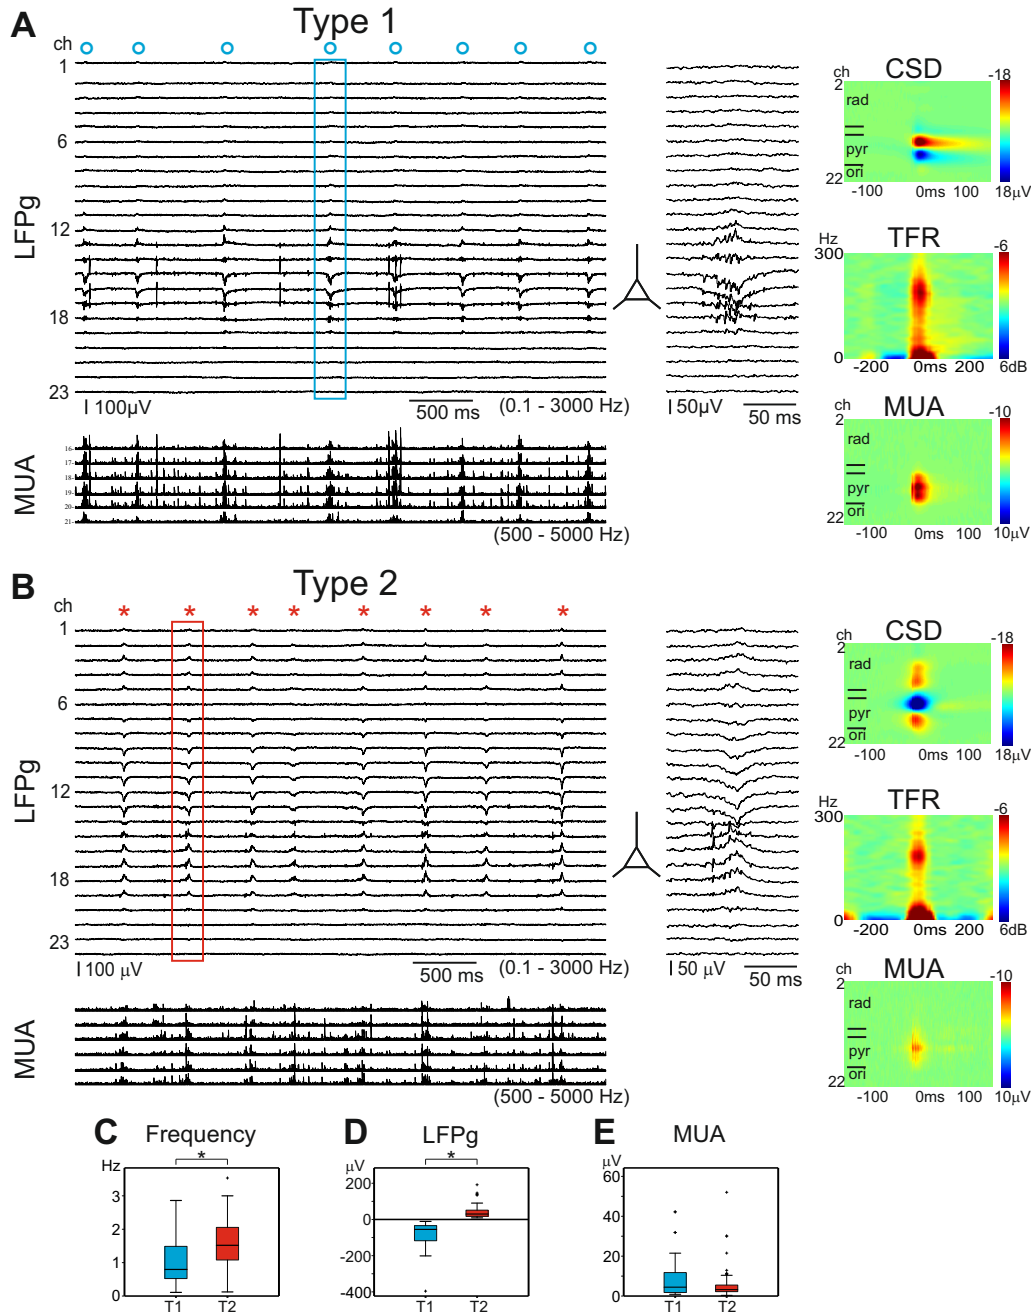 A Type 1
ch
1
6
12
18
23
LFPg
100µV
500 ms
(0.1 - 3000 Hz)
50µV
50 ms
MUA
16
17
18
19
20
21
(500 - 5000 Hz)
CSD
ch
2
rad
pyr
ori
22
-100 0ms 100
-18
18µV
TFR
Hz
300
0
-200 0ms 200
-6
6dB
MUA
ch
2
rad
pyr
ori
22
-100 0ms 100
-10
10µV
B Type 2
ch
* * * * * * * *
1
6
12
18
23
LFPg
100 µV
500 ms
(0.1 - 3000 Hz)
50 µV
50 ms
MUA
(500 - 5000 Hz)
CSD
ch
2
rad
pyr
ori
22
-100 0ms 100
-18
18µV
TFR
Hz
300
0
-200 0ms 200
-6
6dB
MUA
ch
2
rad
pyr
ori
22
-100 0ms 100
-10
10µV
C Frequency
Hz
*
3
2
1
0
T1 T2
D LFPg
µV
*
200
0
-200
-400
T1 T2
E MUA
µV
60
40
20
0
T1 T2